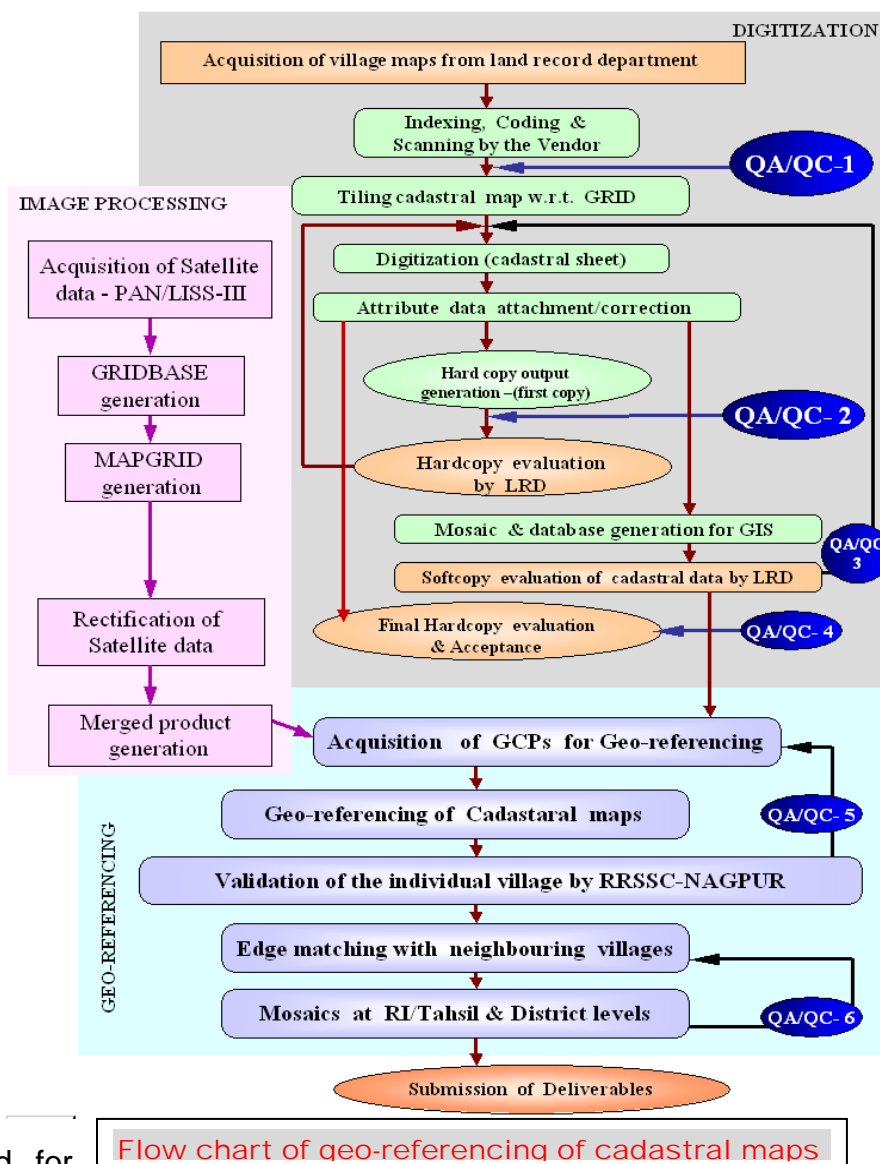 DIGITIZATION
Acquisition of village maps from land record department
Indexing, Coding &
Scanning by the Vendor
QA/QC-1
Tiling cadastral map w.r.t. GRID
Digitization (cadastral sheet)
Attribute data attachment/correction
Hard copy output
generation –(first copy)
QA/QC- 2
Hardcopy evaluation
by LRD
Mosaic & database generation for GIS
QA/QC
3
Softcopy evaluation of cadastral data by LRD
Final Hardcopy evaluation
& Acceptance
QA/QC- 4
IMAGE PROCESSING
Acquisition of Satellite
data - PAN/LISS-III
GRIDBASE
generation
MAPGRID
generation
Rectification of
Satellite data
Merged product
generation
GEO-REFERENCING
Acquisition of GCPs for Geo-referencing
Geo-referencing of Cadastaral maps
QA/QC- 5
Validation of the individual village by RRSSC-NAGPUR
Edge matching with neighbouring villages
Mosaics at RI/Tahsil & District levels
QA/QC- 6
Submission of Deliverables
for
Flow chart of geo-referencing of cadastral maps